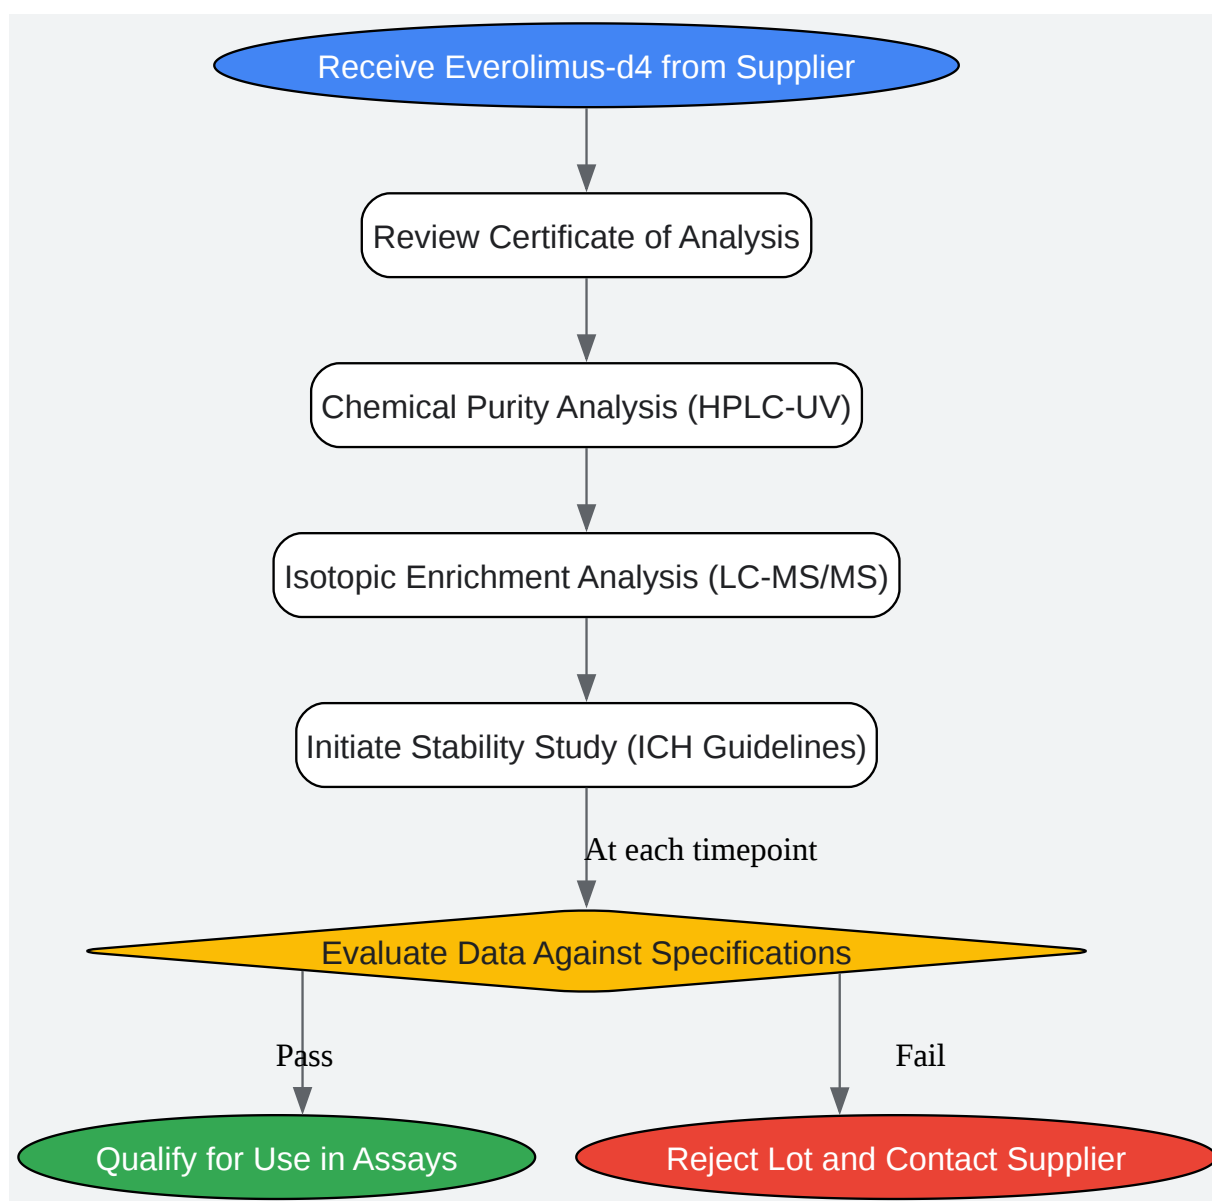 Receive Everolimus-d4 from Supplier
Review Certificate of Analysis
Chemical Purity Analysis (HPLC-UV)
Isotopic Enrichment Analysis (LC-MS/MS)
Initiate Stability Study (ICH Guidelines)
At each timepoint
Evaluate Data Against Specifications
Pass
Fail
Qualify for Use in Assays
Reject Lot and Contact Supplier